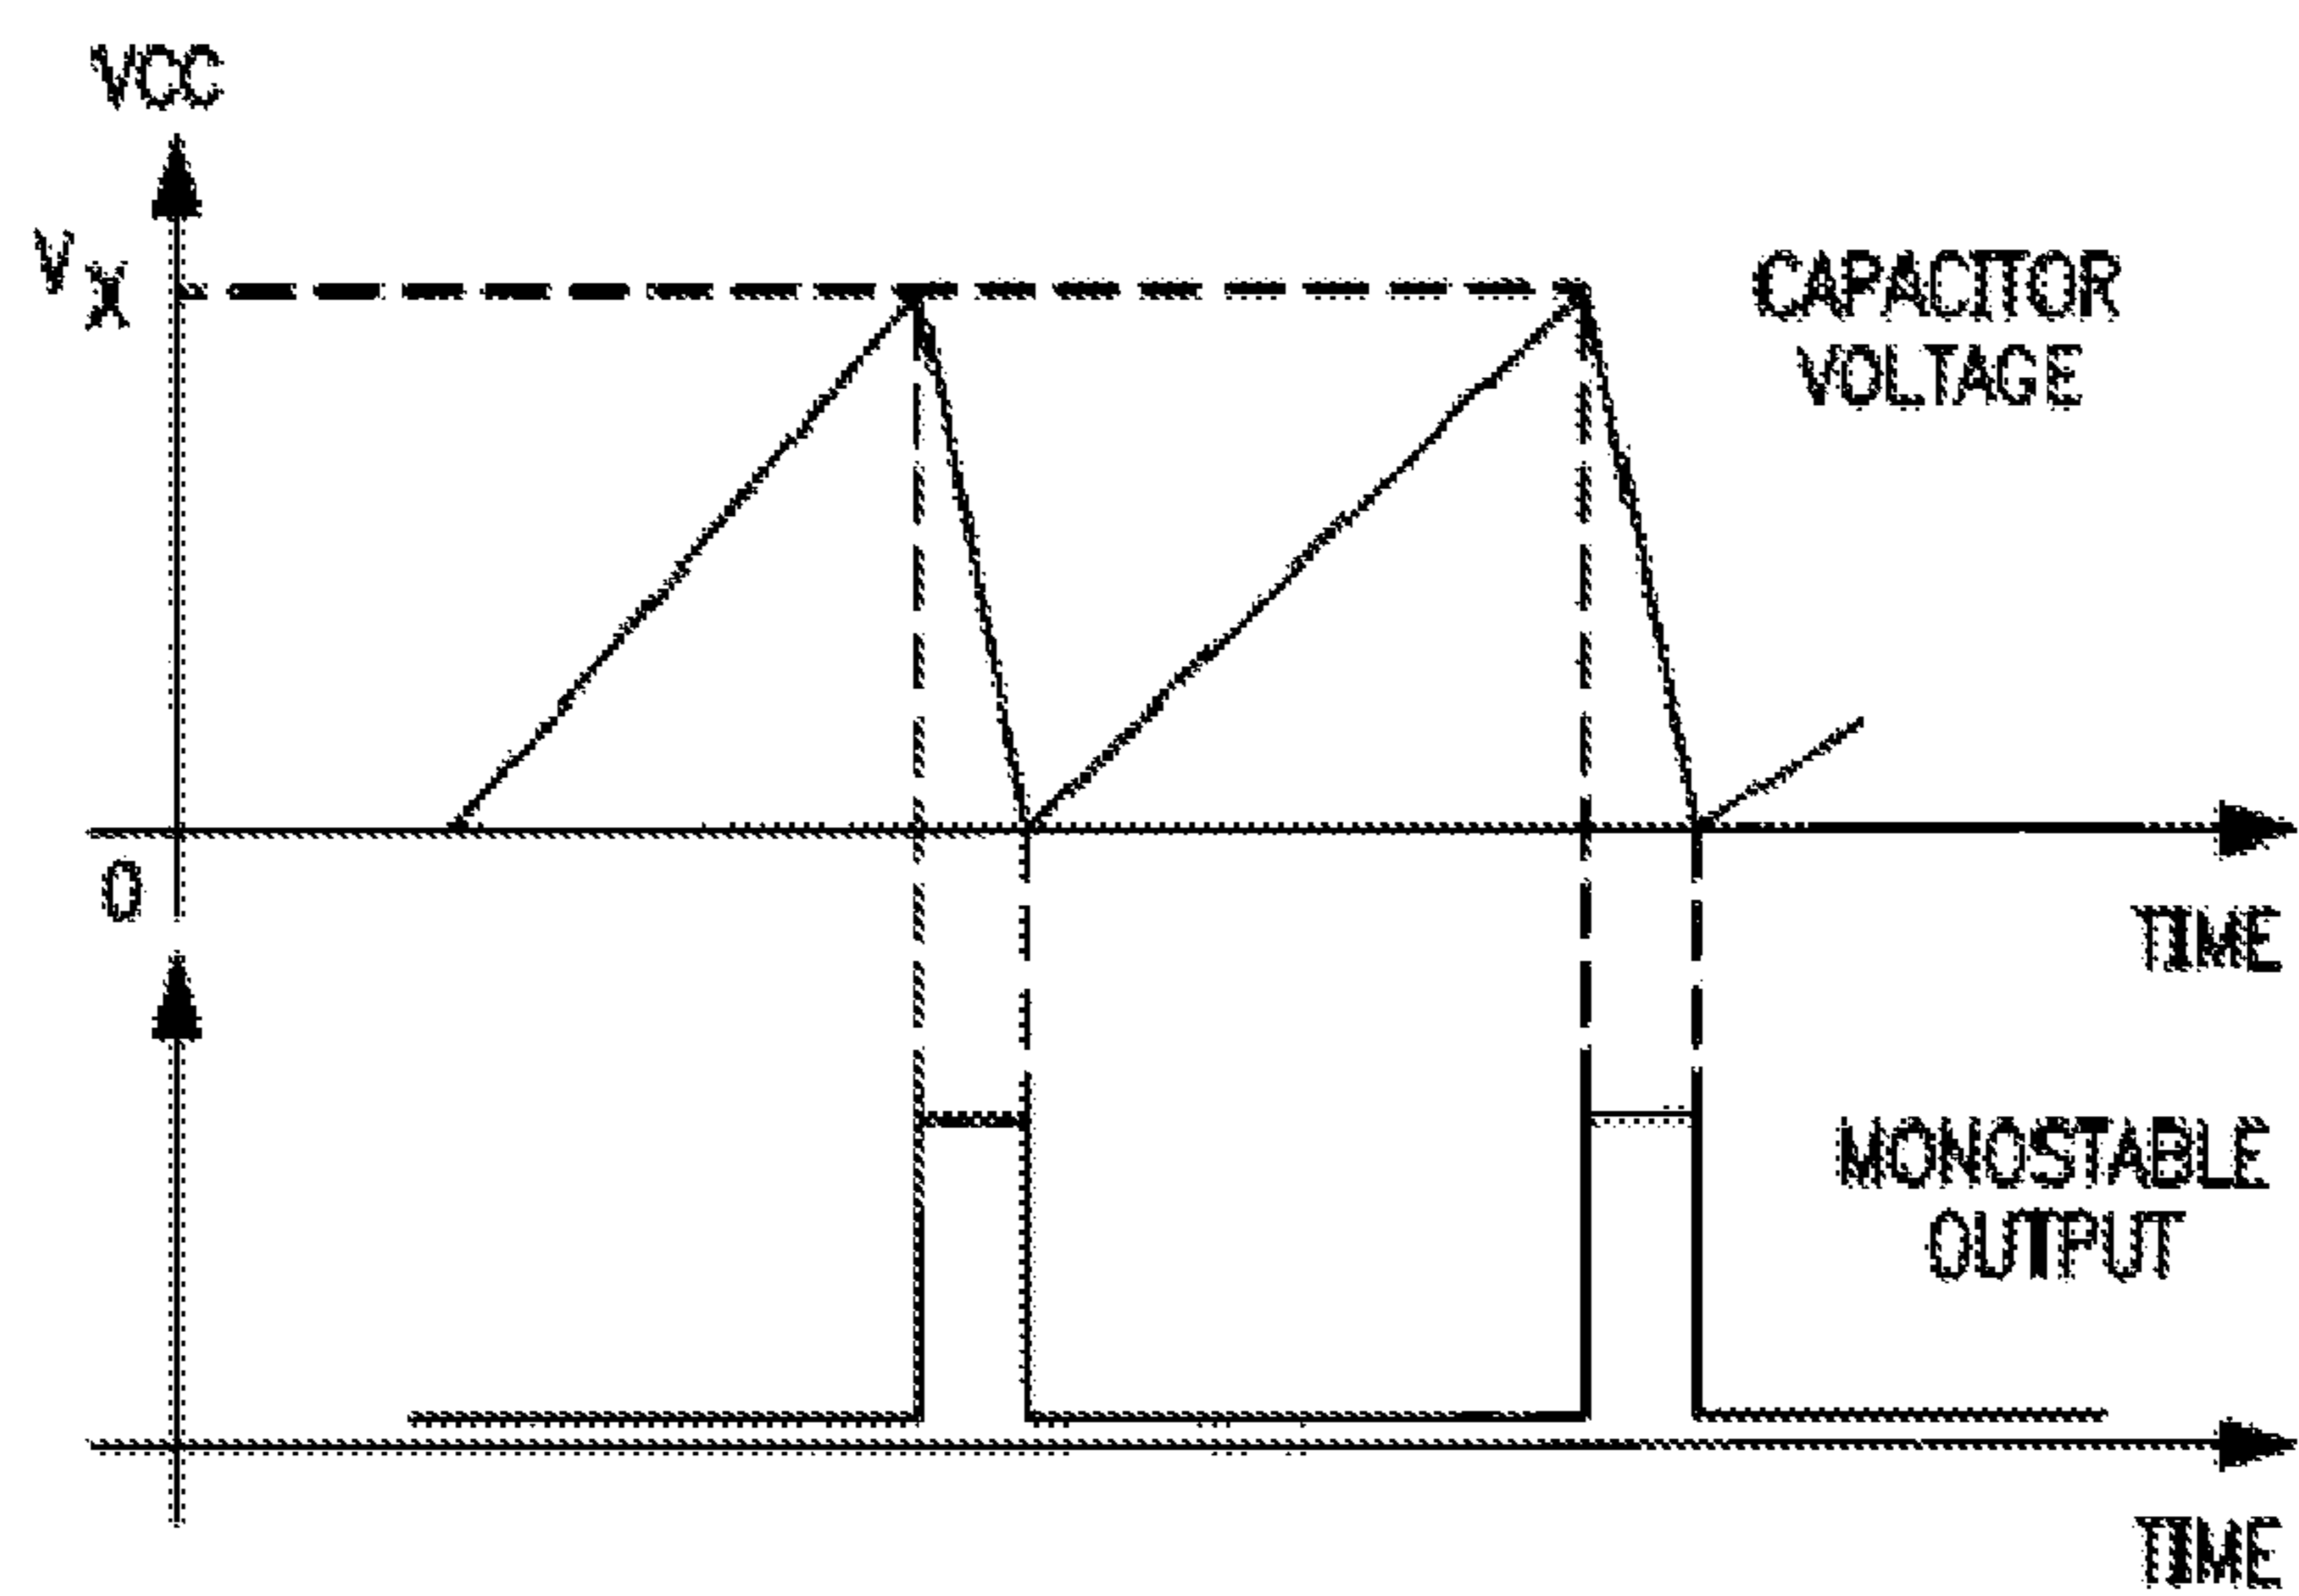 VCC
VX
CAPACITOR
VOLTAGE
0
TIME
MONOSTABLE
OUTPUT
TIME